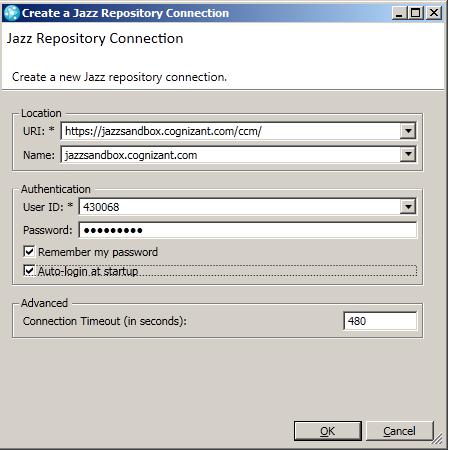 Create a Jazz Repository Connection
Jazz Repository Connection
Create a new Jazz repository connection.
Location
URI: * https://jazzsandbox.cognizant.com/ccm/
Name: jazzsandbox.cognizant.com
Authentication
User ID: * 430068
Password: ●●●●●●●●●
Remember my password
Auto-login at startup
Advanced
Connection Timeout (in seconds): 480
OK Cancel